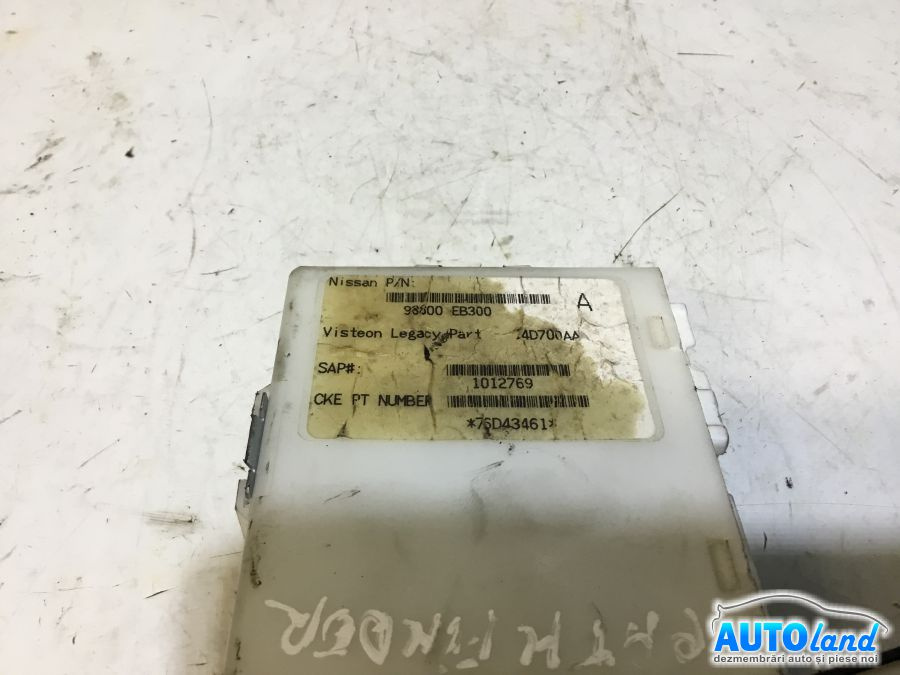 Nissan P/N:
98800 EB300
A
Visteon Legacy Part 4D700AA
SAP#:
1012769
CKE PT NUMBER
*76D43461*
PATHFINDER
AUTOland
dezmembrări auto și piese noi